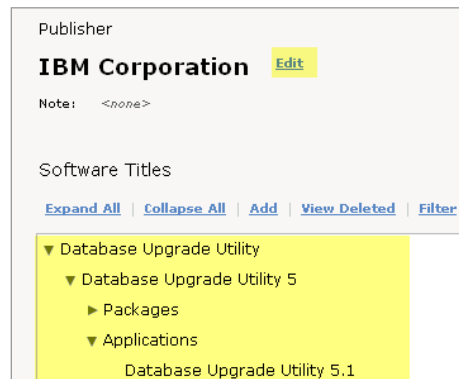 Publisher
IBM Corporation Edit
Note: <none>
Software Titles
Expand All | Collapse All | Add | View Deleted | Filter
Database Upgrade Utility
Database Upgrade Utility 5
Packages
Applications
Database Upgrade Utility 5.1